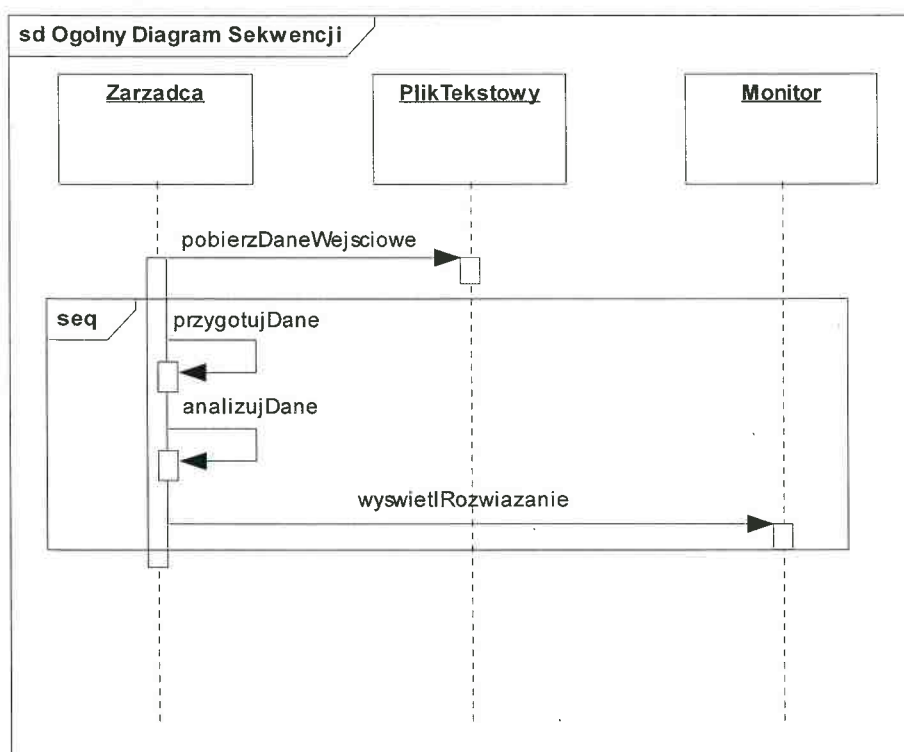 sd Ogolny Diagram Sekwencji
Zarzadca
PlikTekstowy
Monitor
pobierzDaneWejsciowe
seq
przygotujDane
analizujDane
wyswietlRozwiazanie